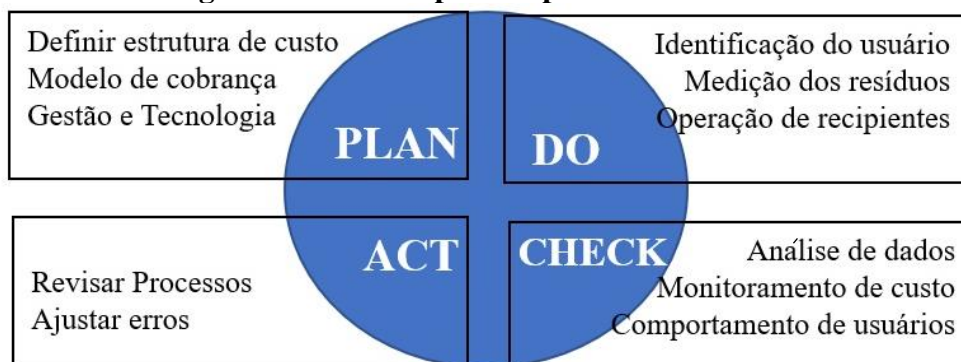 Definir estrutura de custo
Modelo de cobrança
Gestão e Tecnologia
PLAN
Identificação do usuário
Medição dos resíduos
Operação de recipientes
DO
ACT
Revisar Processos
Ajustar erros
CHECK
Análise de dados
Monitoramento de custo
Comportamento de usuários